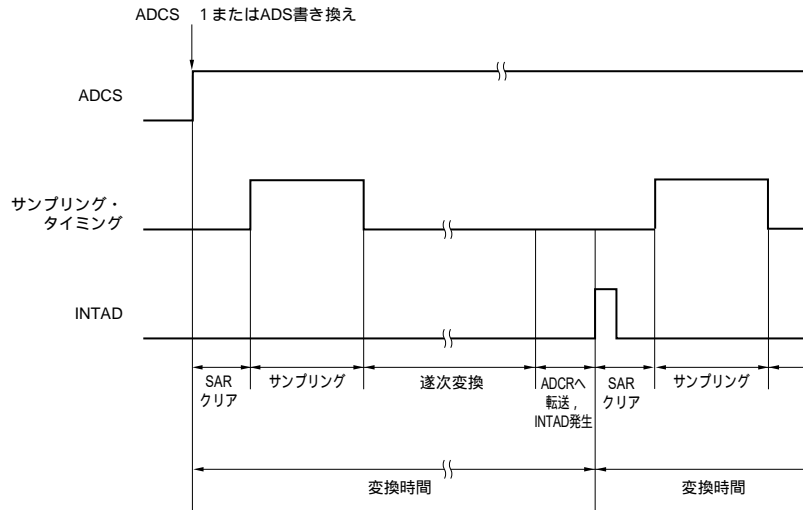 ADCS 1またはADS書き換え
ADCS
サンプリング・
タイミング
INTAD
SAR
クリア
サンプリング
逐次変換
ADCRへ
転送，
INTAD発生
SAR
クリア
サンプリング
変換時間
変換時間